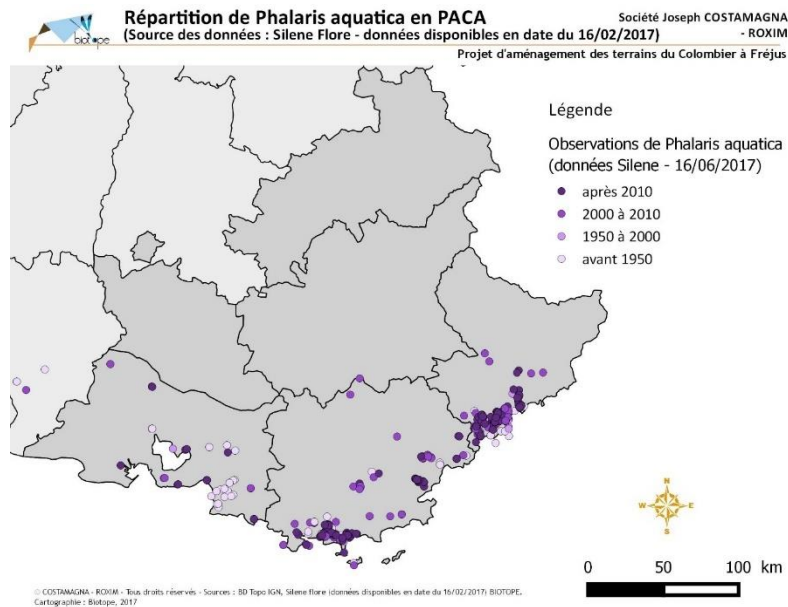 biotope
Répartition de Phalaris aquatica en PACA
(Source des données : Silene Flore - données disponibles en date du 16/02/2017)
Société Joseph COSTAMAGNA
- ROXIM
Projet d'aménagement des terrains du Colombier à Fréjus
Légende
Observations de Phalaris aquatica
(données Silene - 16/06/2017)
après 2010
2000 à 2010
1950 à 2000
avant 1950
N
W
E
S
0 50 100 km
© COSTAMAGNA - ROXIM - Tous droits réservés - Sources : BD Topo IGN, Silene flore (données disponibles en date du 16/02/2017) BIOTOPE.
Cartographie : Biotope, 2017